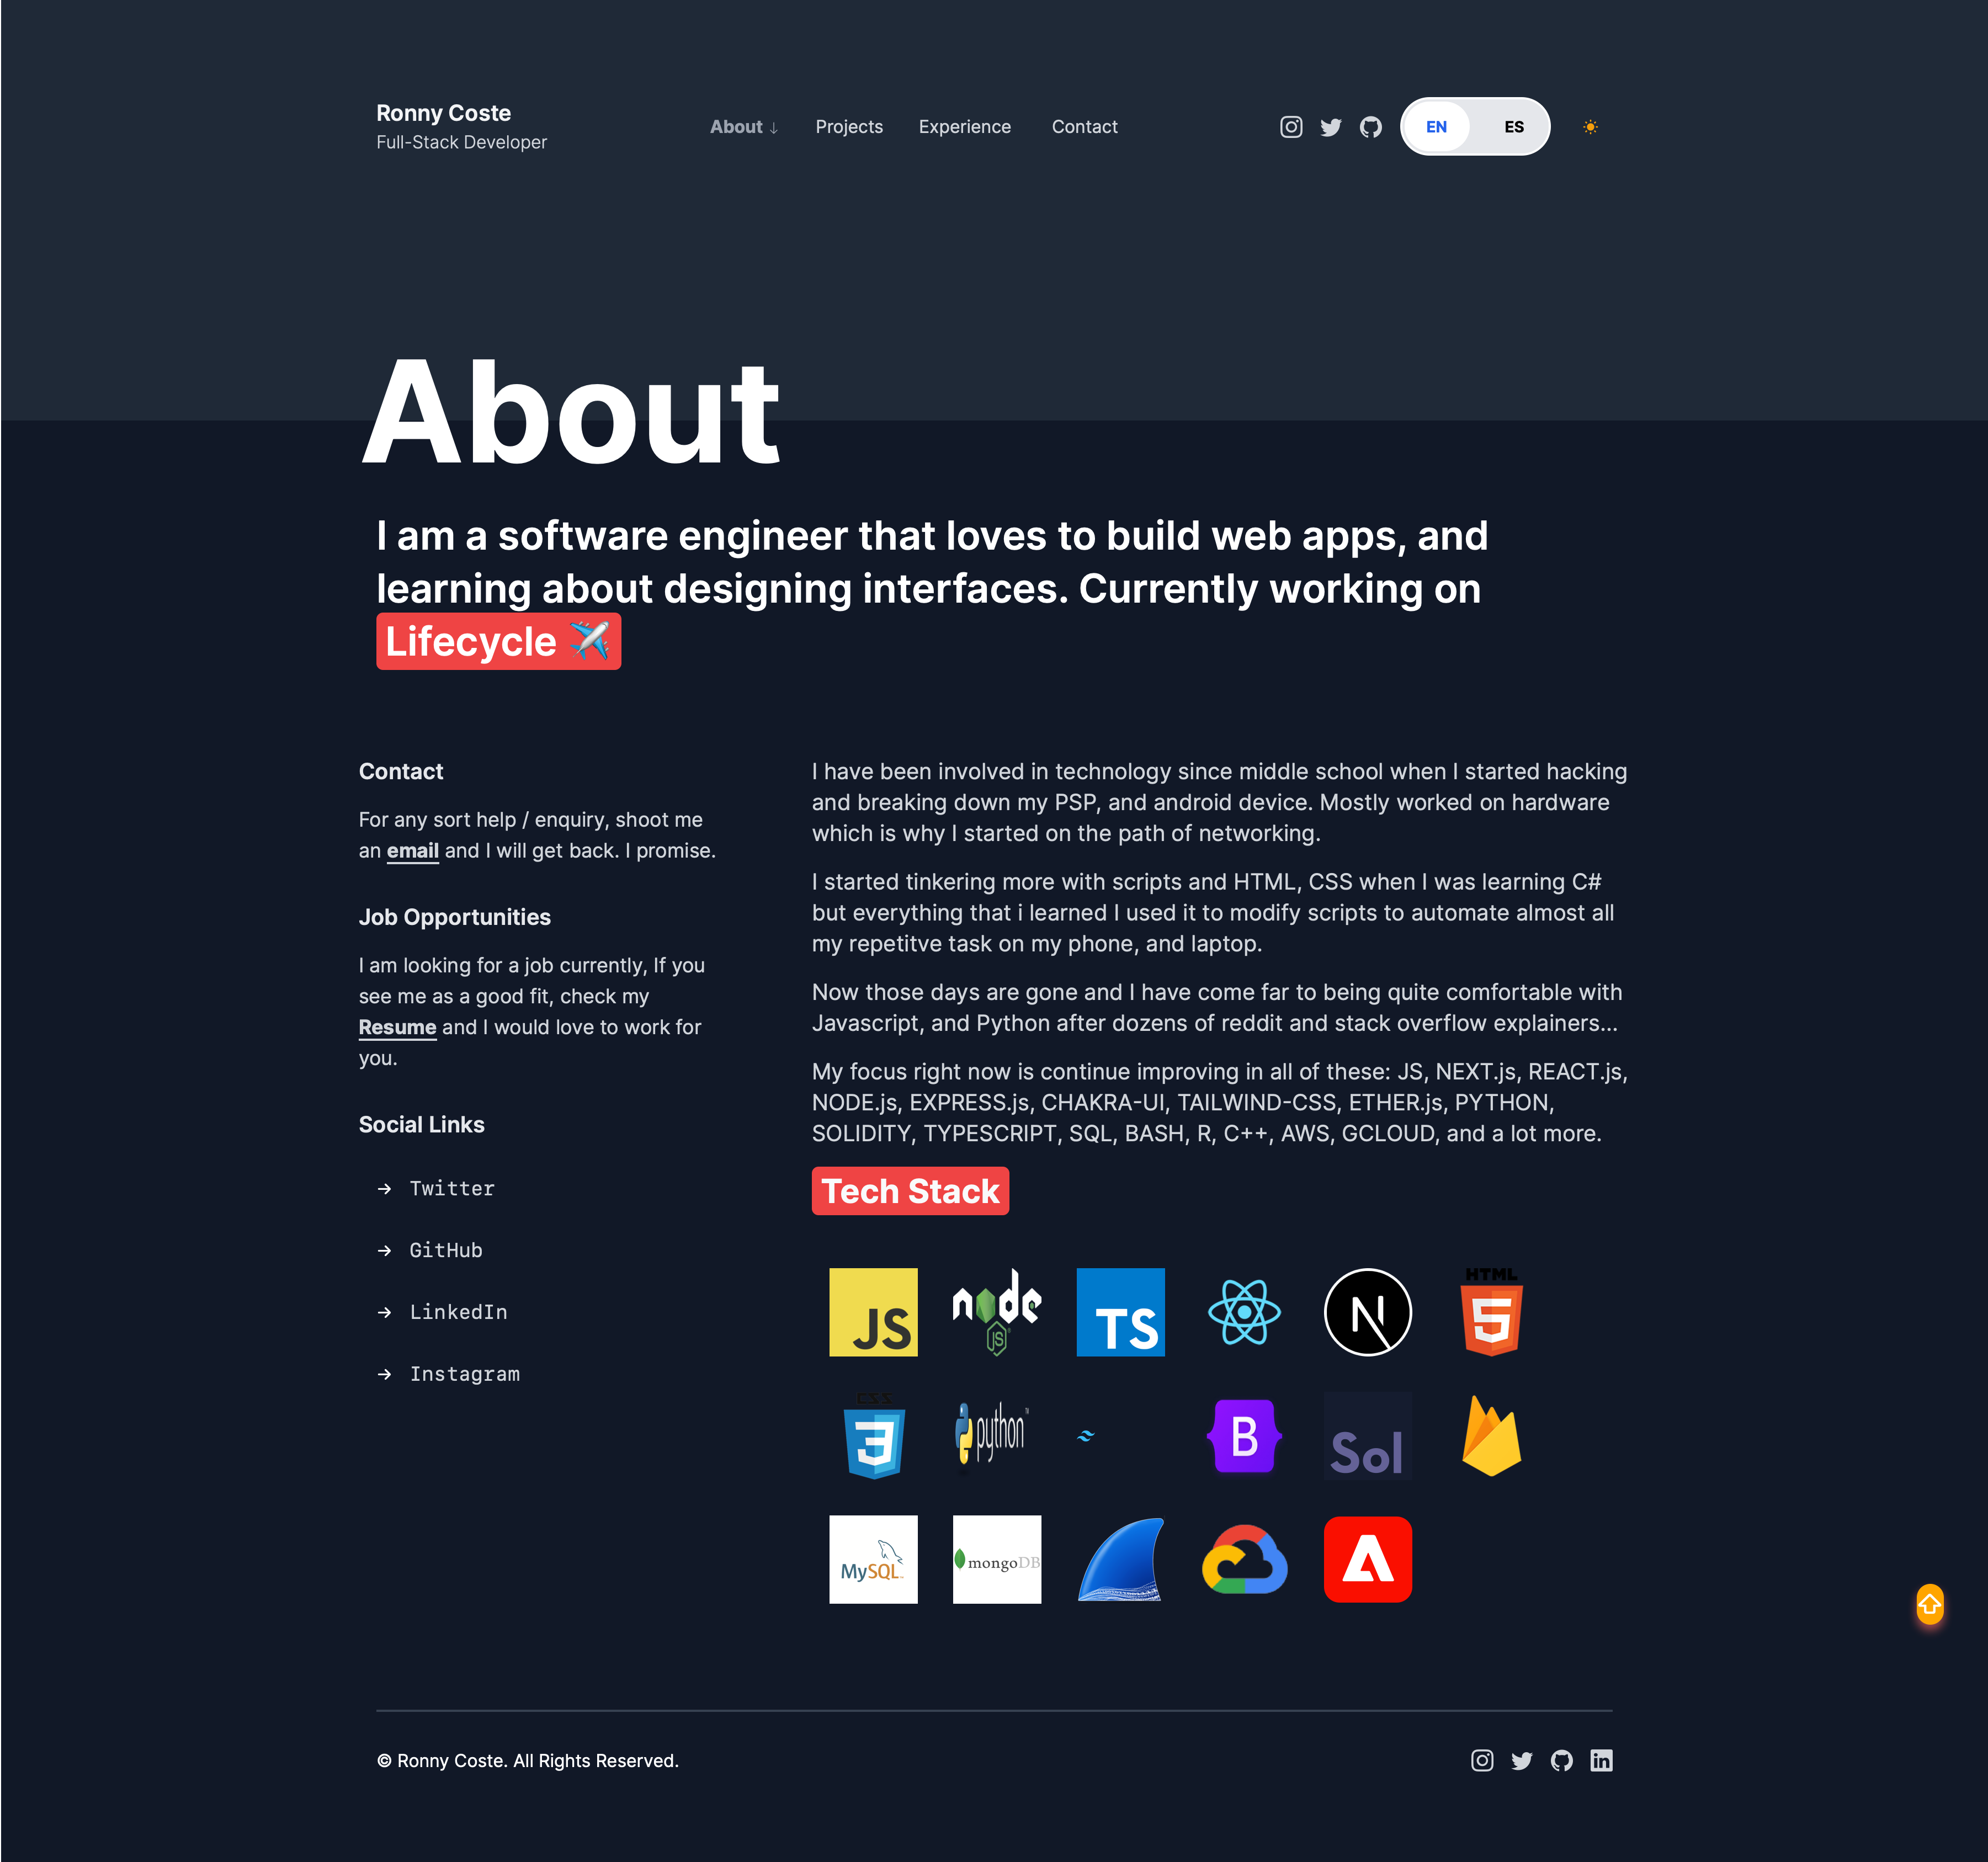 Ronny Coste
Full-Stack Developer
About ↓
Projects
Experience
Contact
EN
ES
About
I am a software engineer that loves to build web apps, and
learning about designing interfaces. Currently working on
Lifecycle ✈️
Contact
For any sort help / enquiry, shoot me
an email and I will get back. I promise.
Job Opportunities
I am looking for a job currently, If you
see me as a good fit, check my
Resume and I would love to work for
you.
Social Links
→ Twitter
→ GitHub
→ LinkedIn
→ Instagram
I have been involved in technology since middle school when I started hacking
and breaking down my PSP, and android device. Mostly worked on hardware
which is why I started on the path of networking.
I started tinkering more with scripts and HTML, CSS when I was learning C#
but everything that i learned I used it to modify scripts to automate almost all
my repetitve task on my phone, and laptop.
Now those days are gone and I have come far to being quite comfortable with
Javascript, and Python after dozens of reddit and stack overflow explainers...
My focus right now is continue improving in all of these: JS, NEXT.js, REACT.js,
NODE.js, EXPRESS.js, CHAKRA-UI, TAILWIND-CSS, ETHER.js, PYTHON,
SOLIDITY, TYPESCRIPT, SQL, BASH, R, C++, AWS, GCLOUD, and a lot more.
Tech Stack
JS
node
JS
TS
N
HTML
5
CSS
3
python
TM
B
Sol
MySQL
mongoDB
© Ronny Coste. All Rights Reserved.
in